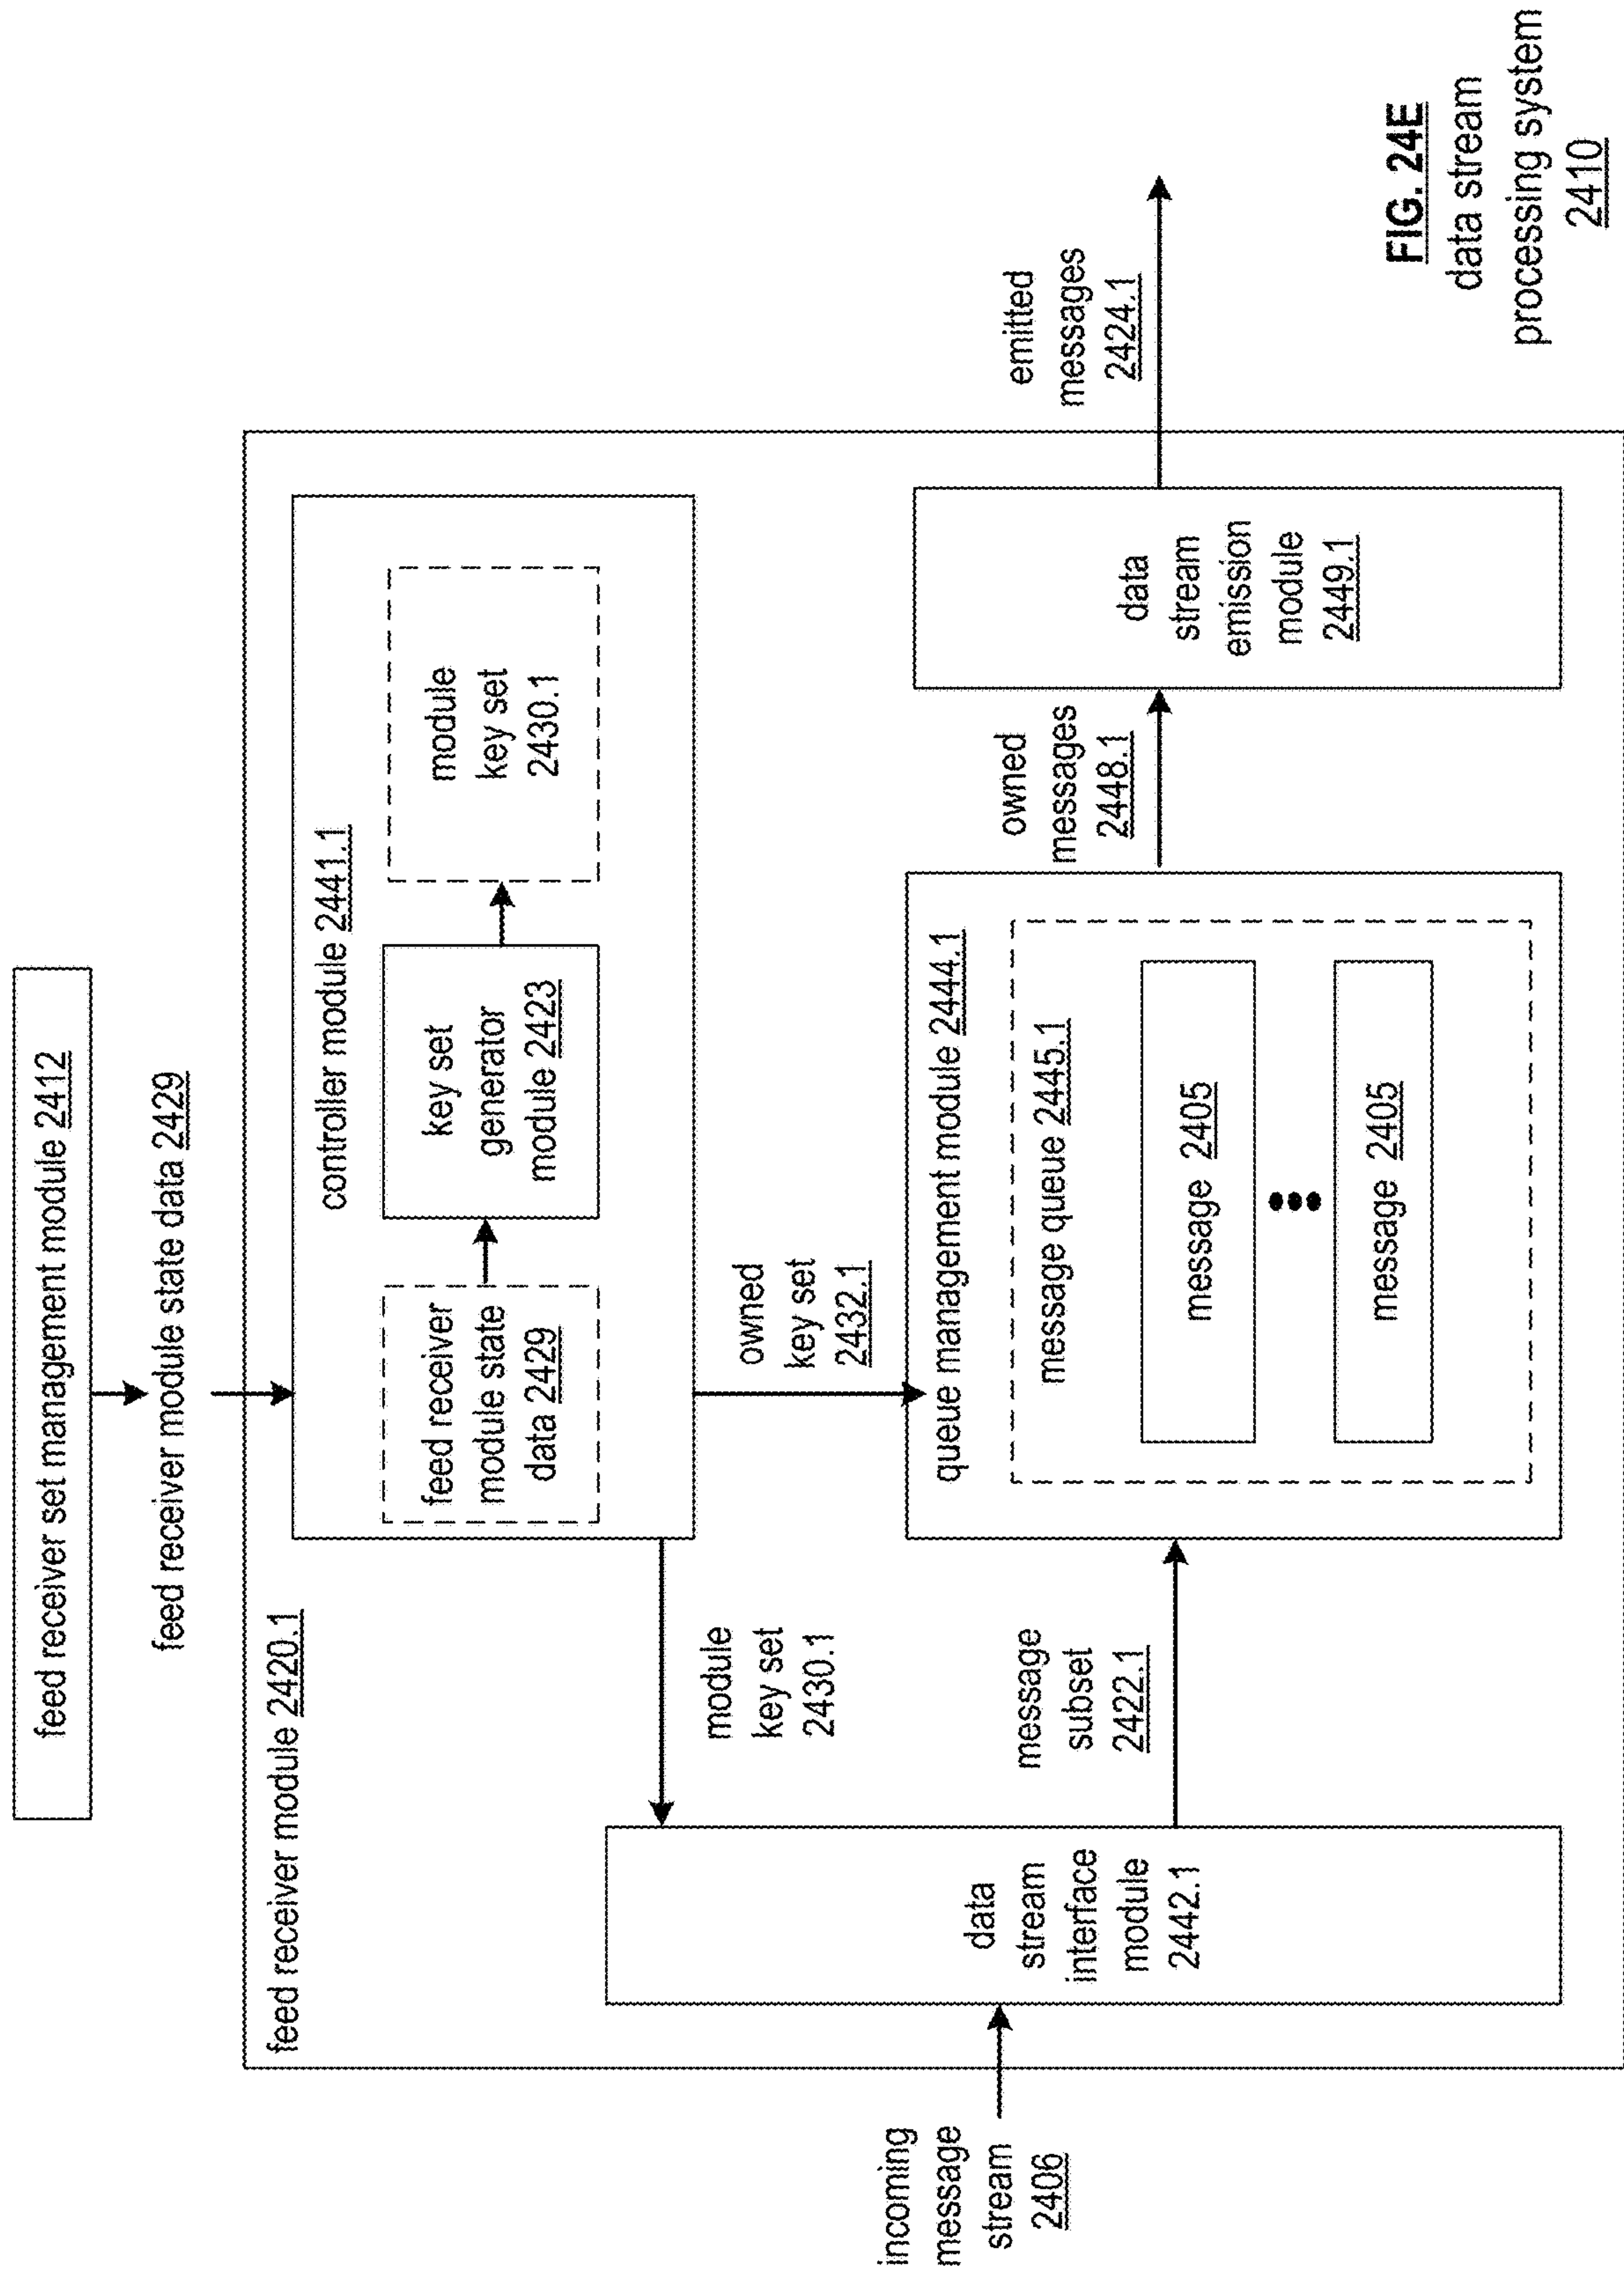 feed receiver set management module 2412
feed receiver module state data 2429
feed receiver module 2420.1
controller module 2441.1
feed receiver
module state
data 2429
key set
generator
module 2423
module
key set
2430.1
module
key set
2430.1
owned
key set
2432.1
incoming
message
stream
2406
data
stream
interface
module
2442.1
message
subset
2422.1
queue management module 2444.1
message queue 2445.1
message 2405
message 2405
owned
messages
2448.1
data
stream
emission
module
2449.1
emitted
messages
2424.1
FIG. 24E
data stream
processing system
2410